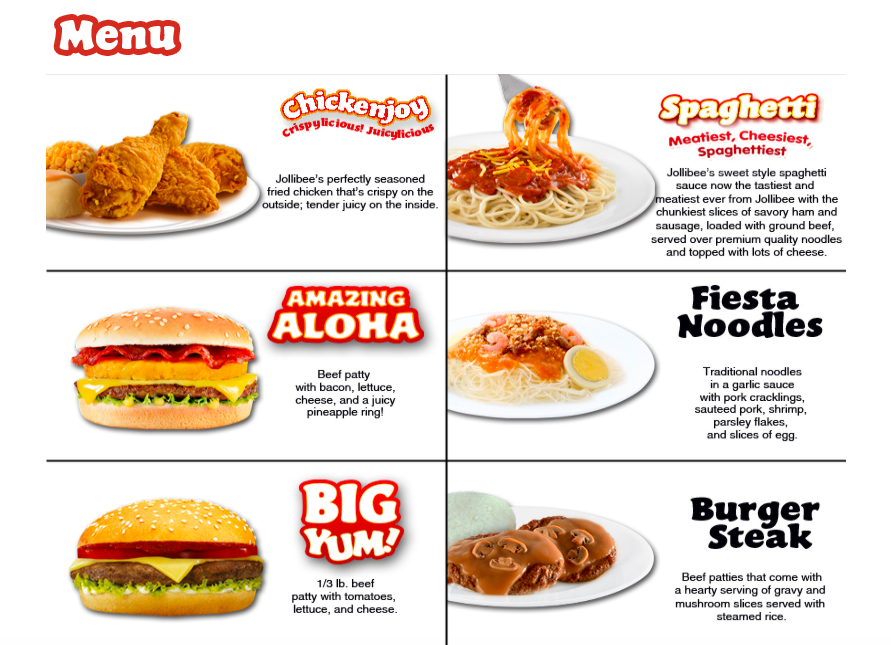 Menu
Chickenjoy
Crispylicious! Juicylicious
Jollibee's perfectly seasoned
fried chicken that's crispy on the
outside; tender juicy on the inside.
Spaghetti
Meatiest, Cheesiest,
Spaghettiest
Jollibee's sweet style spaghetti
sauce now the tastiest and
meatiest ever from Jollibee with the
chunkiest slices of savory ham and
sausage, loaded with ground beef,
served over premium quality noodles
and topped with lots of cheese.
AMAZING
ALOHA
Beef patty
with bacon, lettuce,
cheese, and a juicy
pineapple ring!
Fiesta
Noodles
Traditional noodles
in a garlic sauce
with pork cracklings,
sauteed pork, shrimp,
parsley flakes,
and slices of egg.
BIG
YUM!
1/3 lb. beef
patty with tomatoes,
lettuce, and cheese.
Burger
Steak
Beef patties that come with
a hearty serving of gravy and
mushroom slices served with
steamed rice.